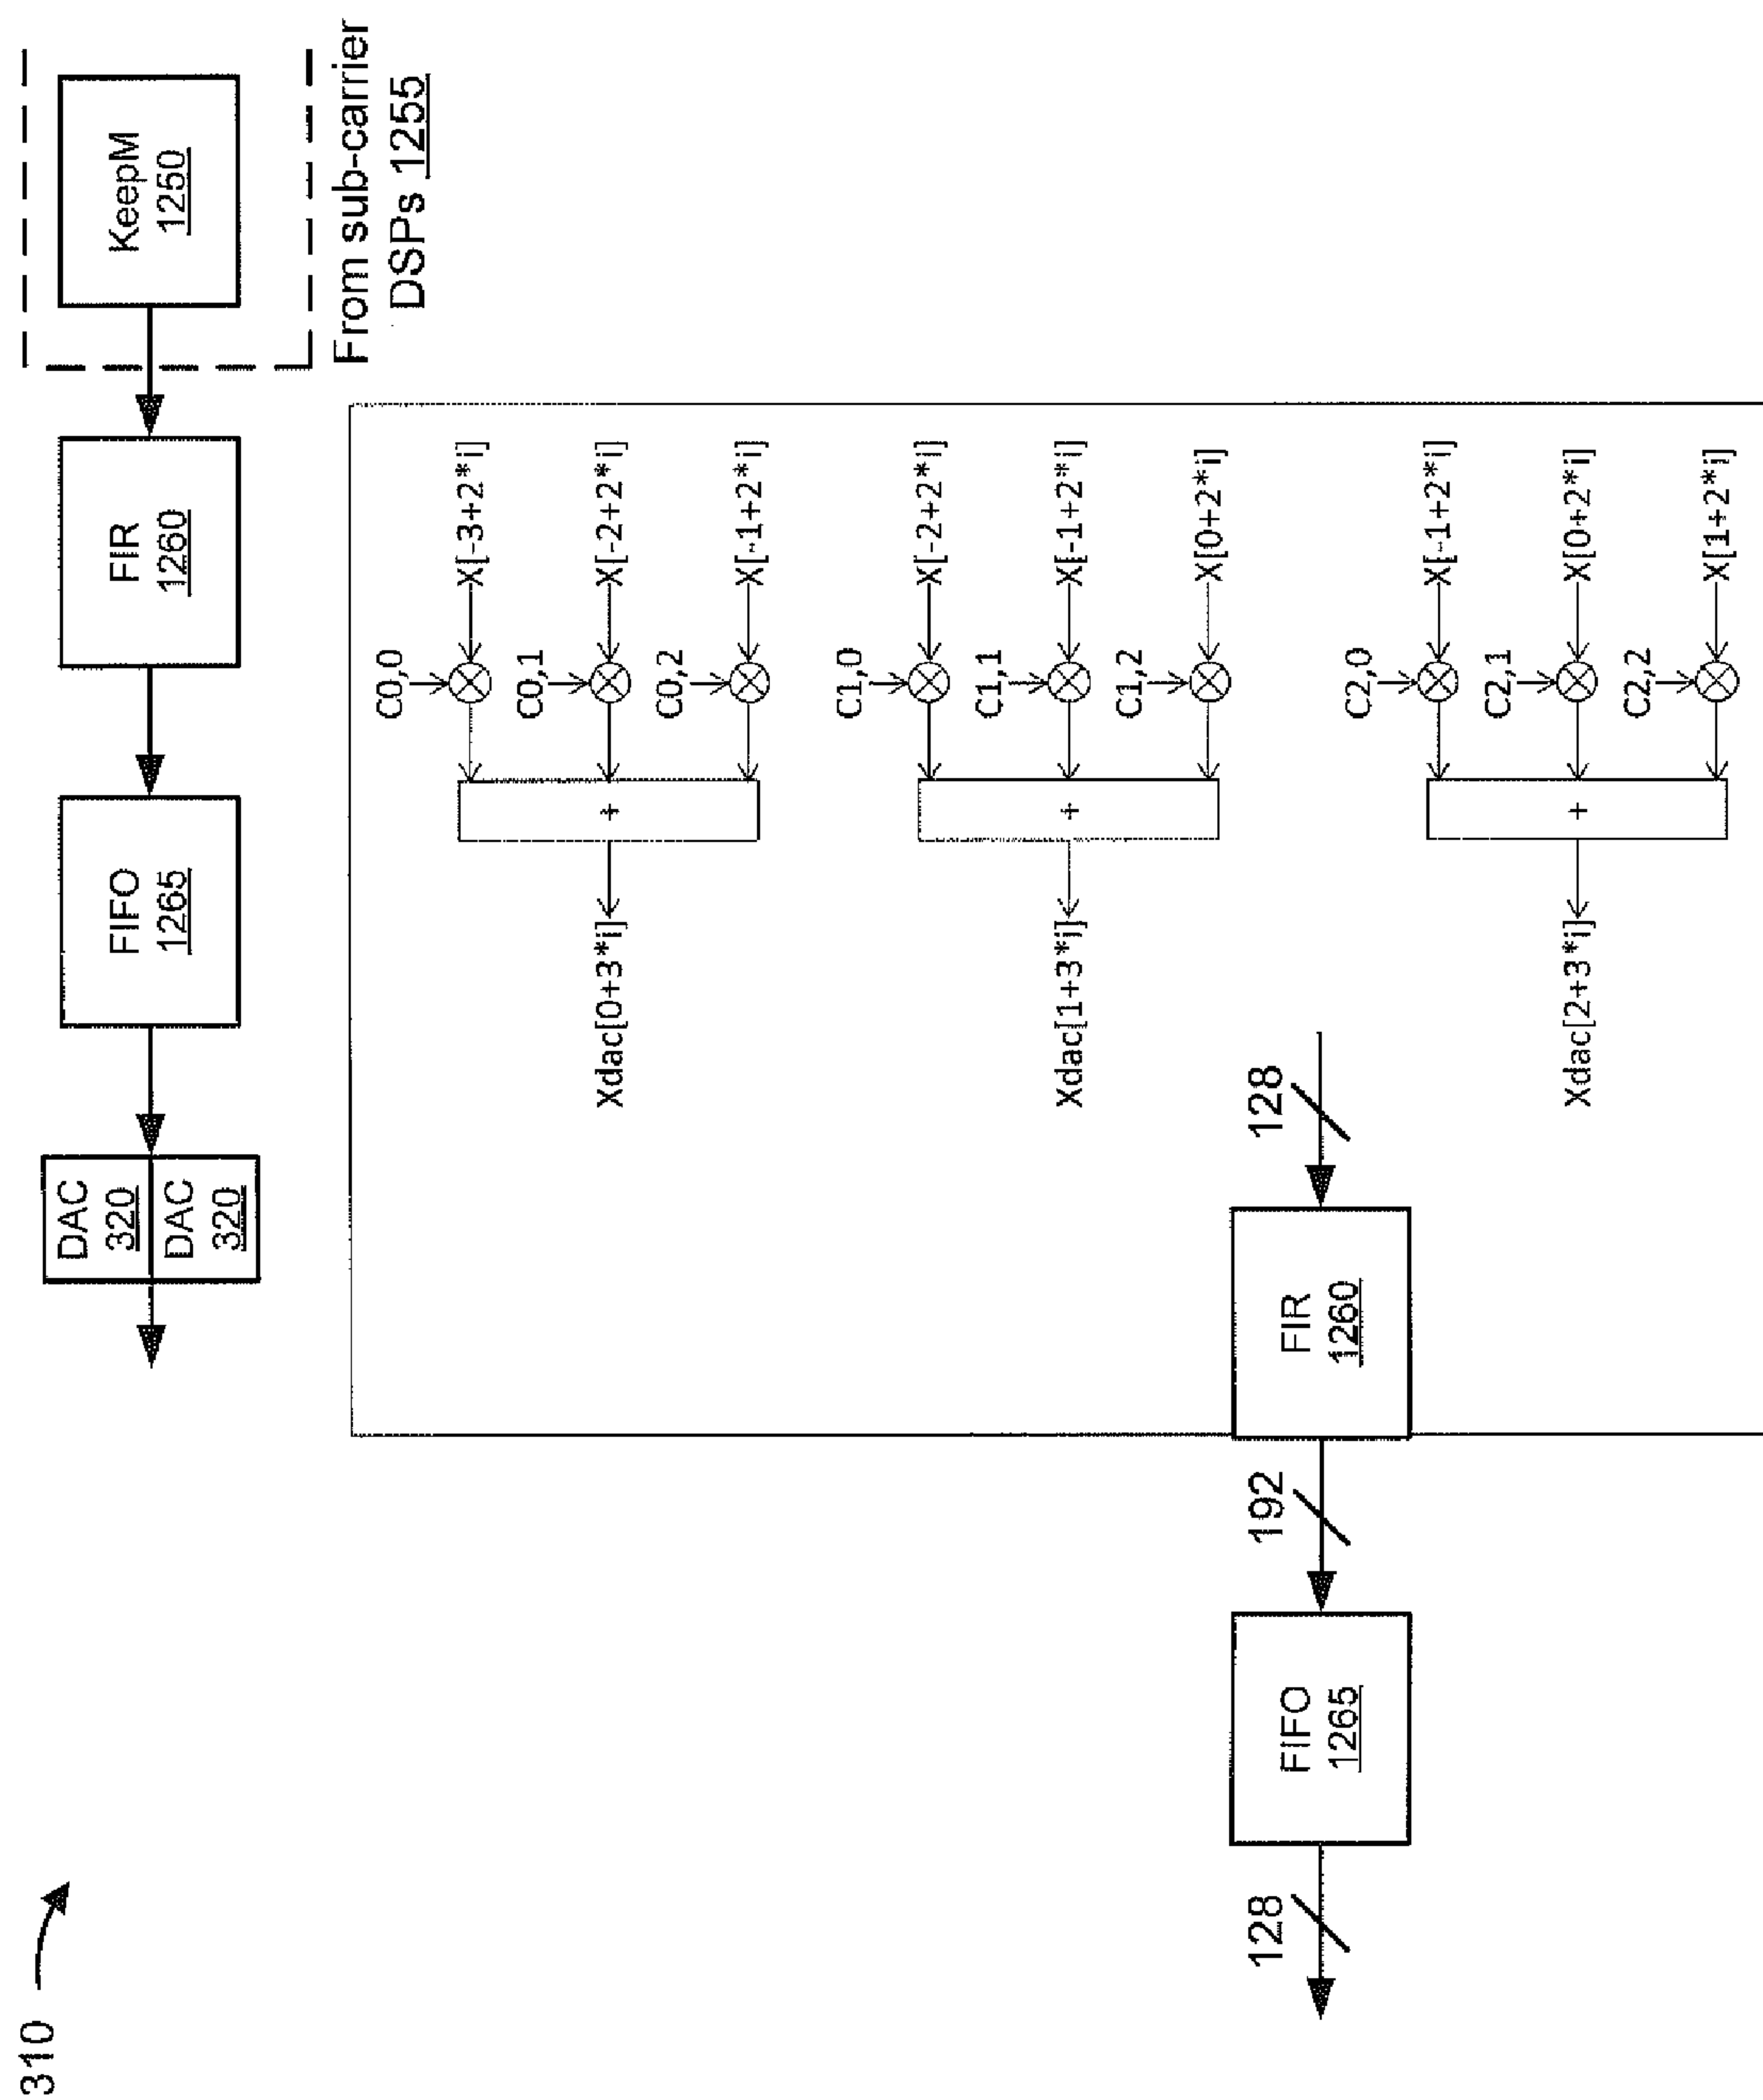 310
DAC
320
DAC
320
FIFO
1265
FIR
1260
KeepM
1250
From sub-carrier
DSPs 1255
Xdac[0+3*i]
+
C0,0
X[-3+2*i]
C0,1
X[-2+2*i]
C0,2
X[-1+2*i]
Xdac[1+3*i]
+
C1,0
X[-2+2*i]
C1,1
X[-1+2*i]
C1,2
X[0+2*i]
Xdac[2+3*i]
+
C2,0
X[-1+2*i]
C2,1
X[0+2*i]
C2,2
X[1+2*i]
128
FIFO
1265
192
FIR
1260
128